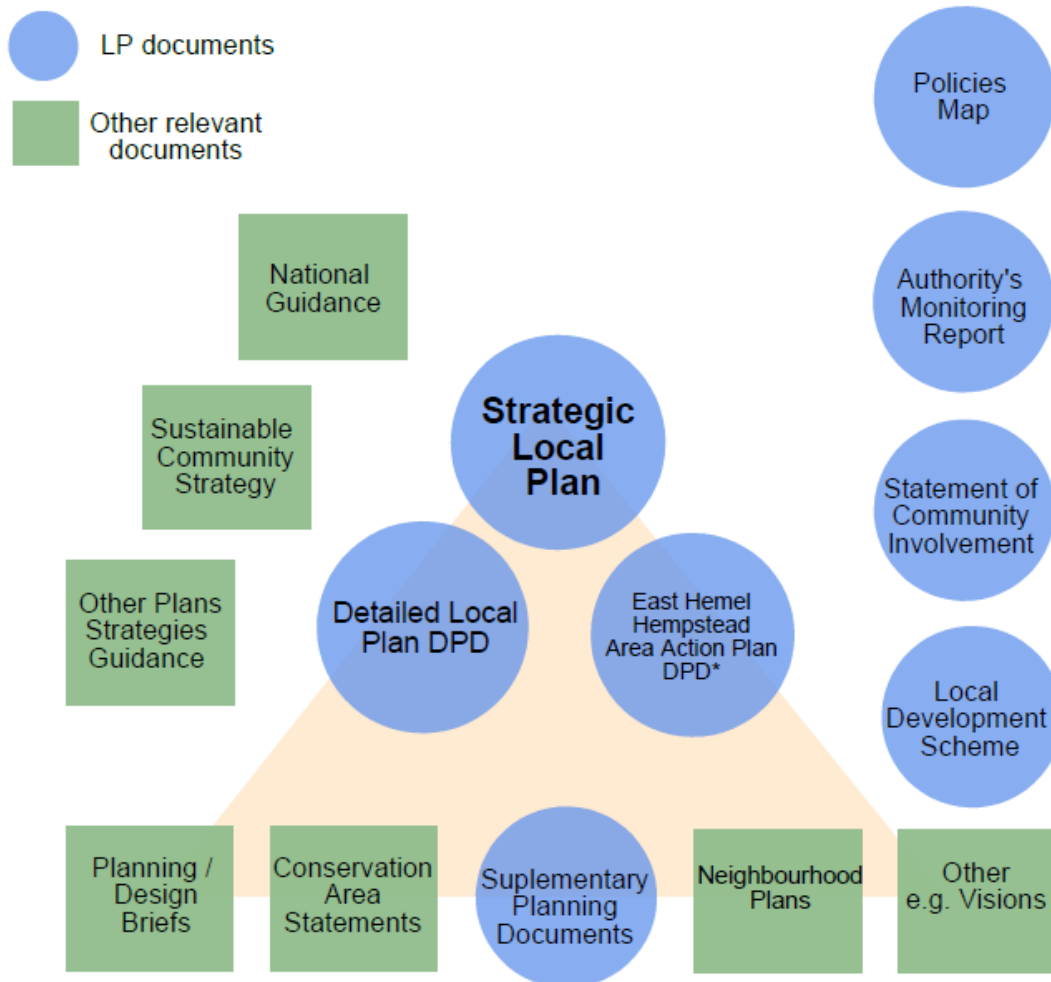 LP documents
Other relevant
documents
Policies
Map
National
Guidance
Authority's
Monitoring
Report
Sustainable
Community
Strategy
Strategic
Local
Plan
Statement of
Community
Involvement
Other Plans
Strategies
Guidance
Detailed Local
Plan DPD
East Hemel
Hempstead
Area Action Plan
DPD*
Local
Development
Scheme
Planning /
Design
Briefs
Conservation
Area
Statements
Suplementary
Planning
Documents
Neighbourhood
Plans
Other
e.g. Visions